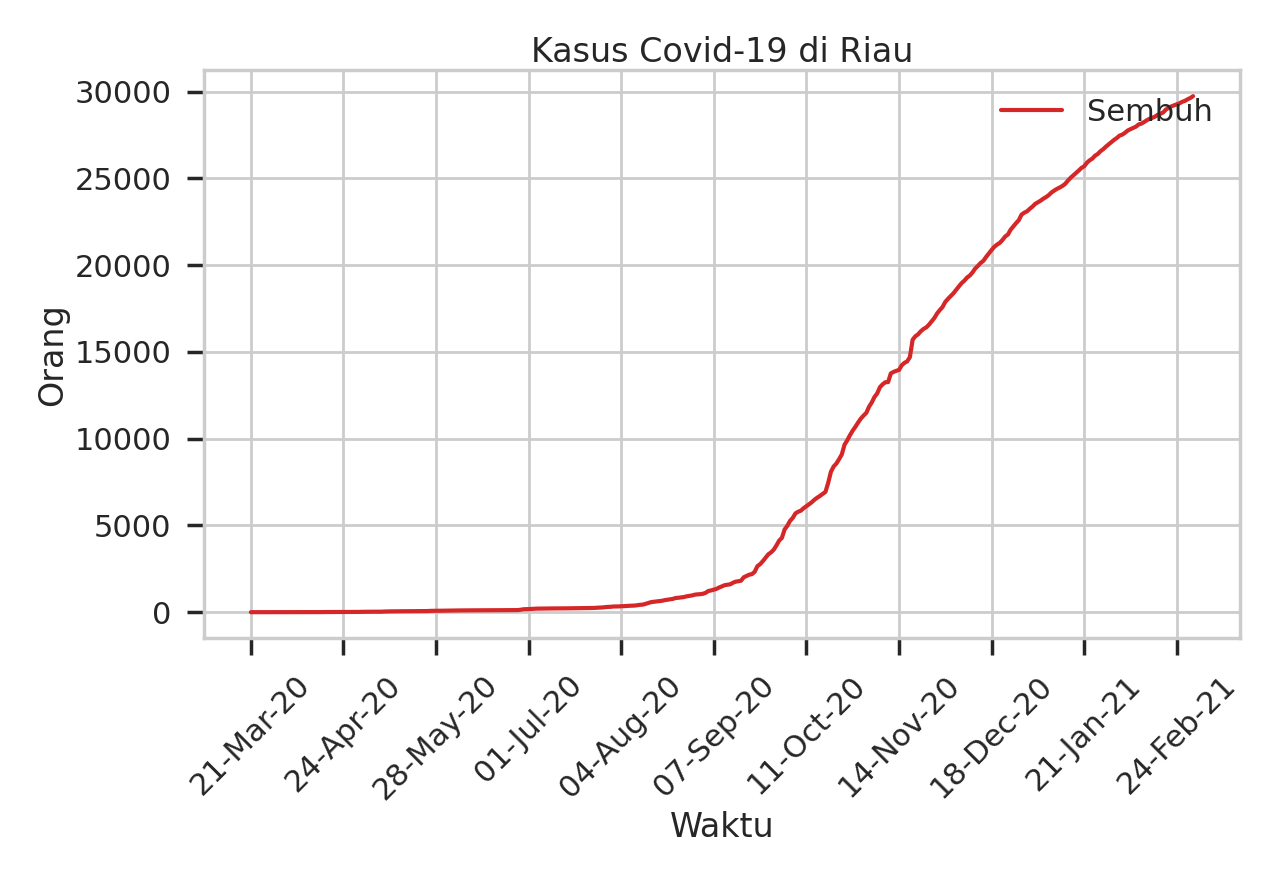 Kasus Covid-19 di Riau
Sembuh
Orang
30000
25000
20000
15000
10000
5000
0
21-Mar-20
24-Apr-20
28-May-20
01-Jul-20
04-Aug-20
07-Sep-20
11-Oct-20
14-Nov-20
18-Dec-20
21-Jan-21
24-Feb-21
Waktu